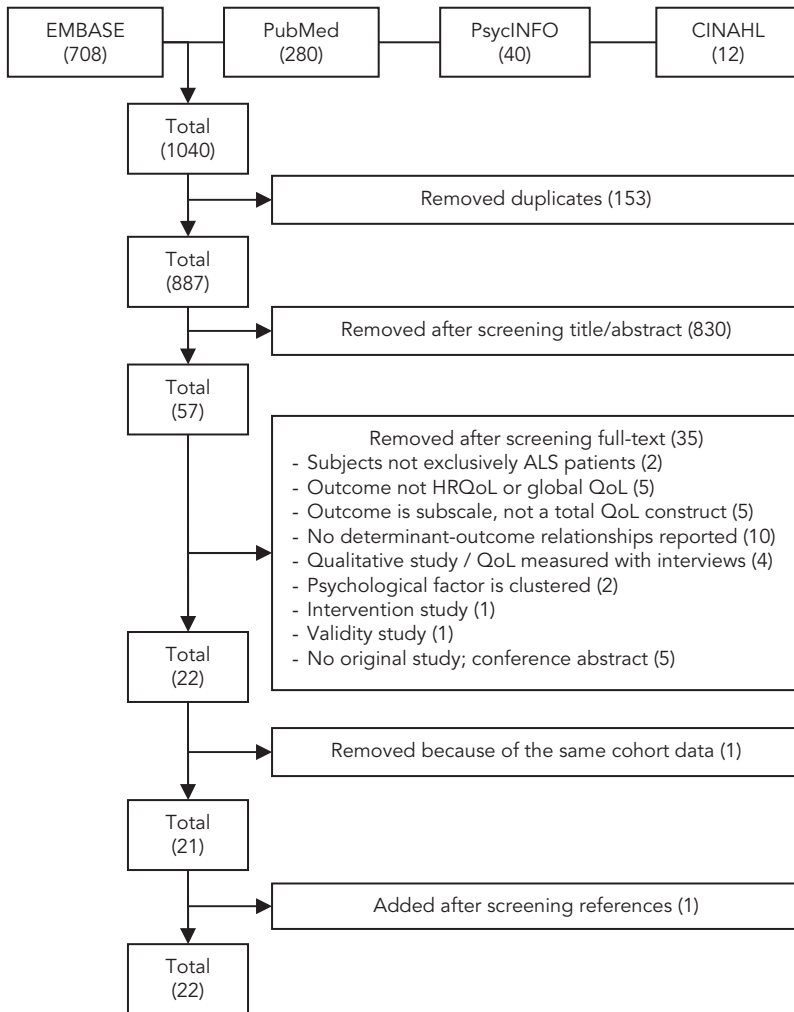 EMBASE
(708)
PubMed
(280)
PsycINFO
(40)
CINAHL
(12)
Total
(1040)
Removed duplicates (153)
Total
(887)
Removed after screening title/abstract (830)
Total
(57)
Removed after screening full-text (35)
- Subjects not exclusively ALS patients (2)
- Outcome not HRQoL or global QoL (5)
- Outcome is subscale, not a total QoL construct (5)
- No determinant-outcome relationships reported (10)
- Qualitative study / QoL measured with interviews (4)
- Psychological factor is clustered (2)
- Intervention study (1)
- Validity study (1)
- No original study; conference abstract (5)
Total
(22)
Removed because of the same cohort data (1)
Total
(21)
Added after screening references (1)
Total
(22)